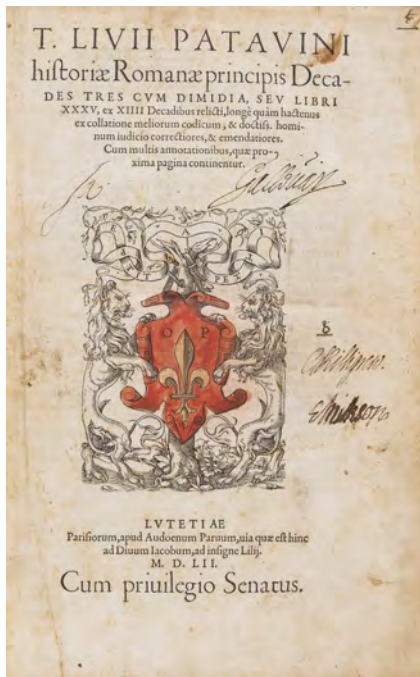 T. LIVII PATAVINI
historiæ Romanæ principis Deca-
DES TRES CVM DIMIDIA, SEV LIBRI
XXXV, ex XIIII Decadibus relicti, longè quàm hactenus
ex collatione meliorum codicum, & doctiss. homi-
num iudicio correctiores, & emendatiores.
Cum multis annotationibus, quæ pro-
xima pagina continentur.
O P
LVTETIAE
Parisiorum, apud Audoenum Paruum, uia quæ est hinc
ad Diuum Iacobum, ad insigne Lilij.
M. D. LII.
Cum priuilegio Senatus.